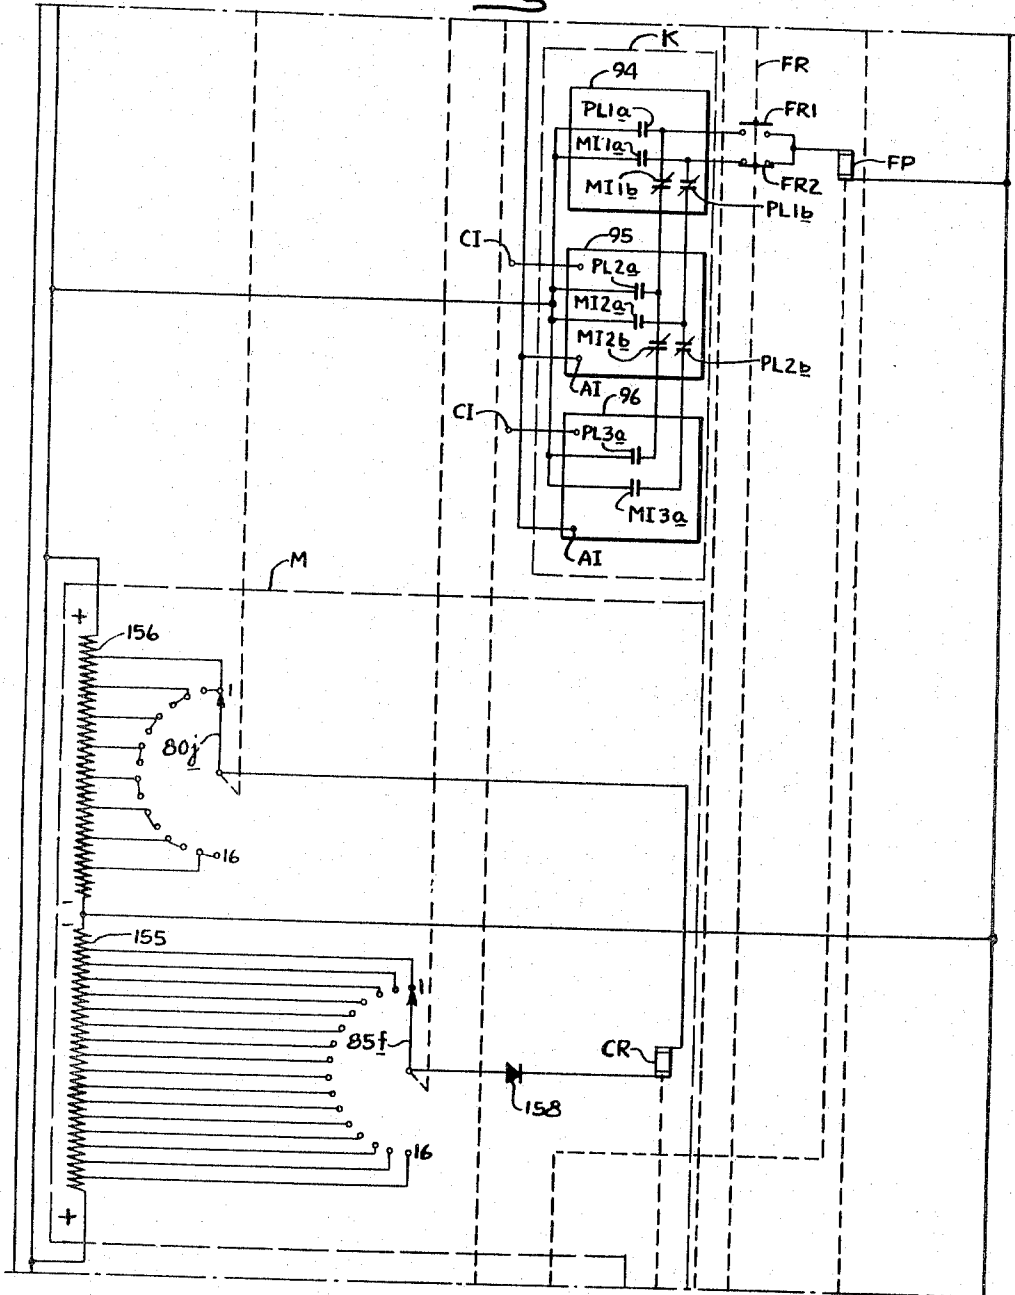 K
94
FR
PL1a
FR1
MI1a
FP
MI1b
FR2
PL1b
CI
95
PL2a
MI2a
MI2b
PL2b
AI
CI
96
PL3a
MI3a
AI
M
+
156
1
80j
16
–
–
155
1
85f
CR
158
16
+